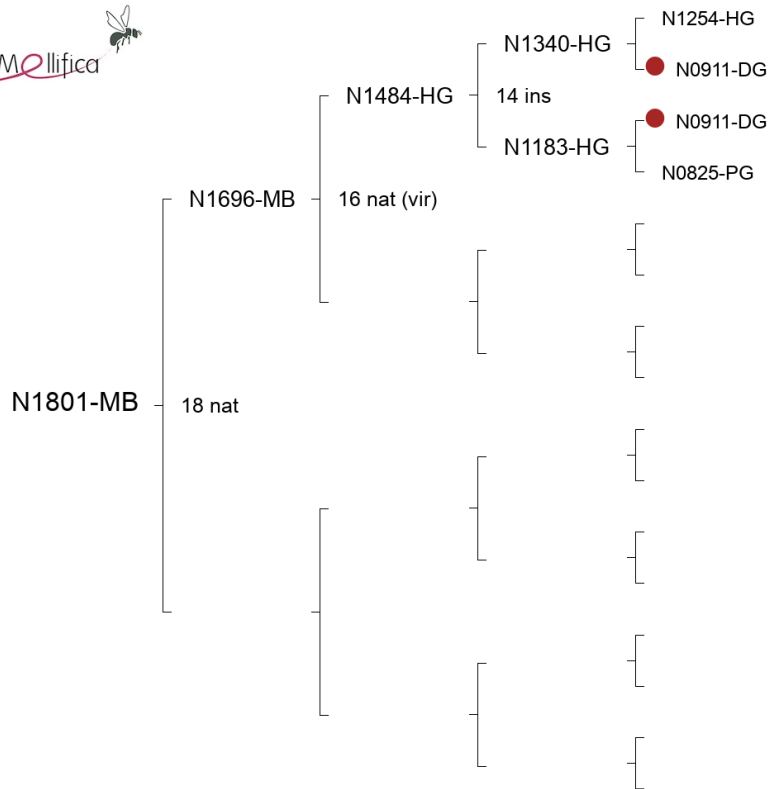 Mellifica
N1254-HG
N1340-HG
N0911-DG
N1484-HG
14 ins
N0911-DG
N1183-HG
N0825-PG
N1696-MB
16 nat (vir)
N1801-MB
18 nat